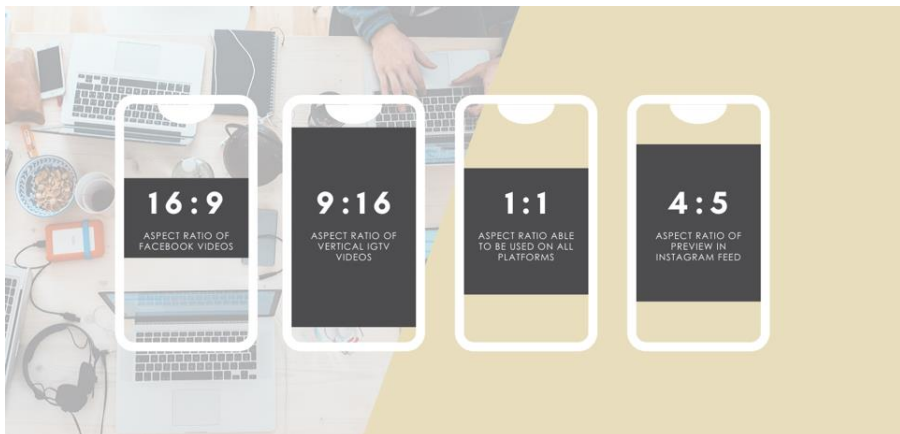 16:9
ASPECT RATIO OF
FACEBOOK VIDEOS
9:16
ASPECT RATIO OF
VERTICAL IGTV
VIDEOS
1:1
ASPECT RATIO ABLE
TO BE USED ON ALL
PLATFORMS
4:5
ASPECT RATIO OF
PREVIEW IN
INSTAGRAM FEED